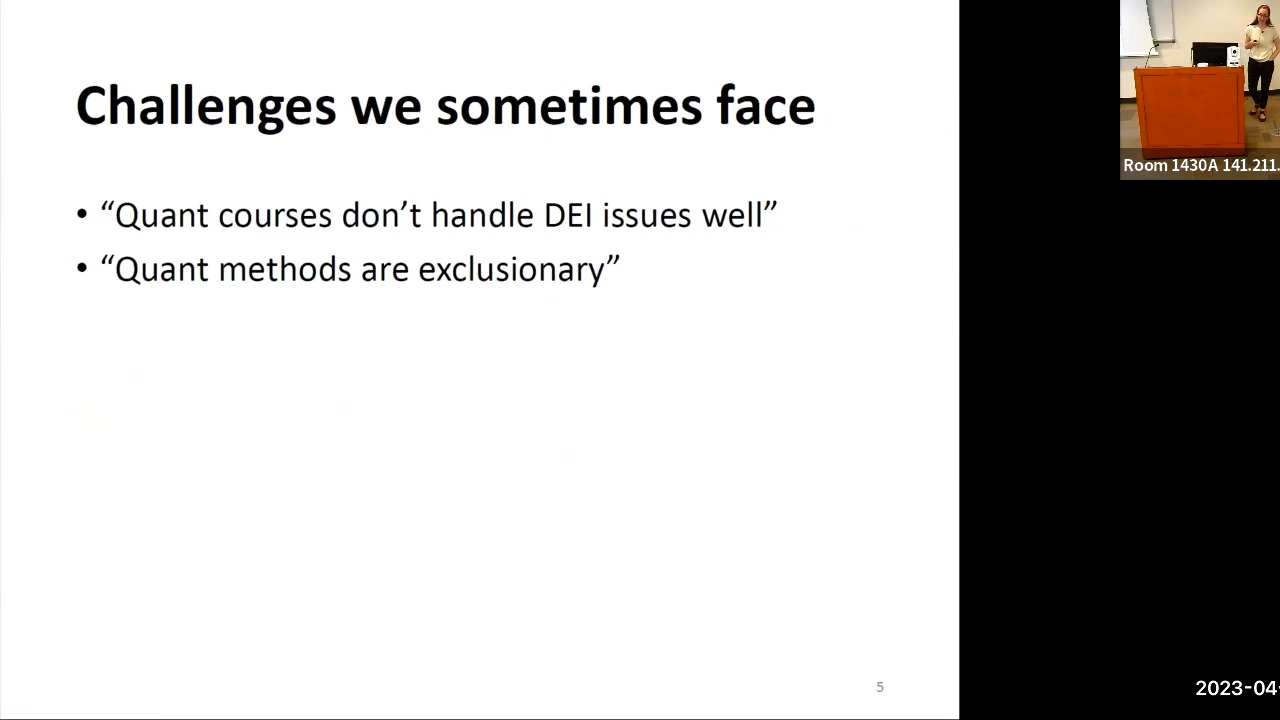 Challenges we sometimes face
• “Quant courses don’t handle DEI issues well”
• “Quant methods are exclusionary”
5
Room 1430A 141.211.
2023-04-